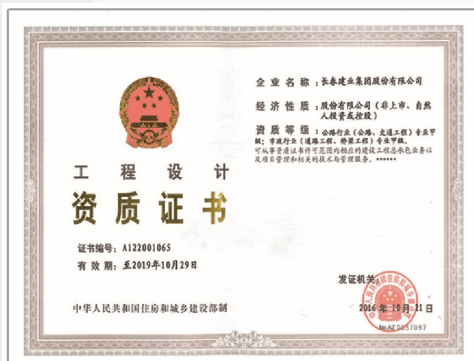 工程设计
资质证书
证书编号：A122001065
有 效 期：至2019年10月29日
中华人民共和国住房和城乡建设部制
企 业 名 称：长春建业集团股份有限公司
经 济 性 质：股份有限公司（非上市、自然
人投资或控股）
资 质 等 级：公路行业（公路、交通工程）专业甲
级；市政行业（道路工程、桥梁工程）专业甲级。
可从事资质证书许可范围内相应的建设工程总承包业务以
及项目管理和相关的技术与管理服务。******
发证机关：
2016 年 10 月 21 日
No.AZ 0057097